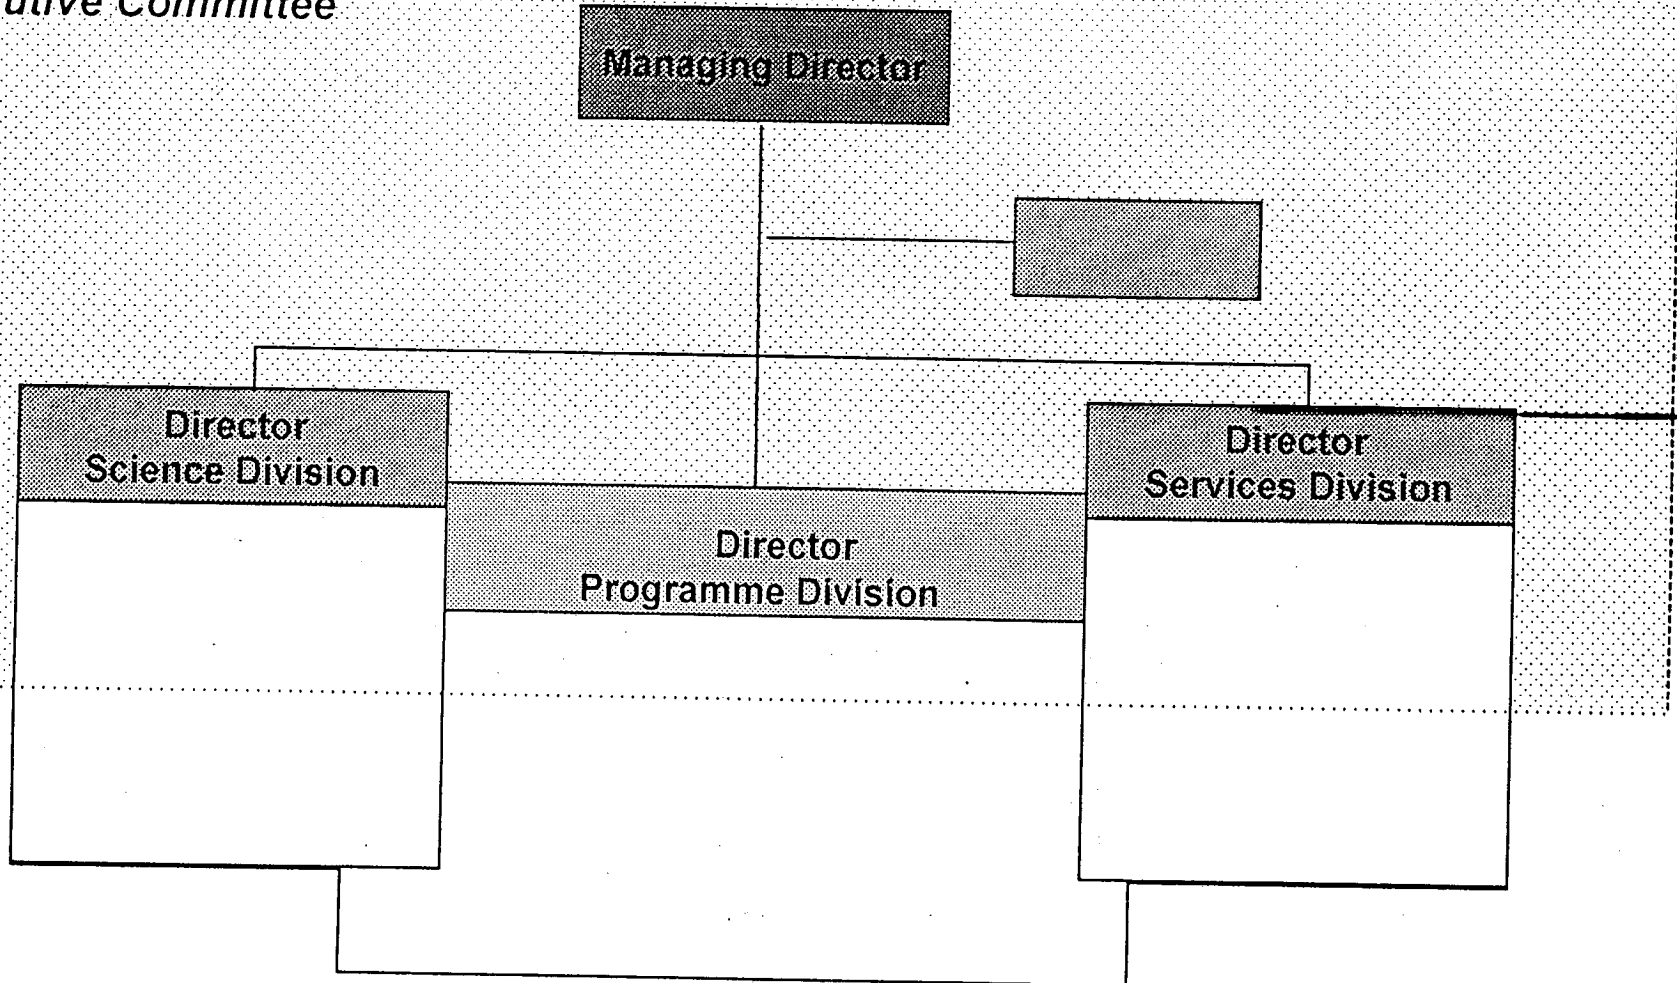 utive Committee
Managing Director
Director
Science Division
Director
Services Division
Director
Programme Division